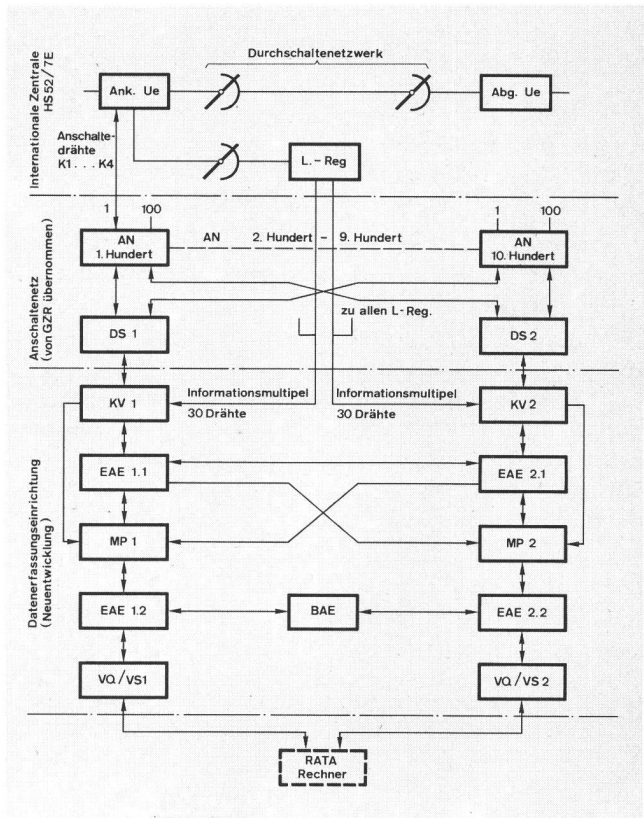 Internationale Zentrale
HS 52/7E
Durchschaltenetzwerk
Ank. Ue
Abg. Ue
Anschalte-
drähte
K1 . . . K4
L.-Reg
1
100
AN
1. Hundert
AN 2. Hundert – 9. Hundert
1
100
AN
10. Hundert
Anschaltenetz
(von GZR übernommen)
zu allen L-Reg.
DS 1
DS 2
Datenerfassungseinrichtung
(Neuentwicklung)
KV 1
Informationsmultipel
30 Drähte
Informationsmultipel
30 Drähte
KV 2
EAE 1.1
EAE 2.1
MP 1
MP 2
EAE 1.2
BAE
EAE 2.2
VQ/VS1
VQ/VS 2
RATA
Rechner